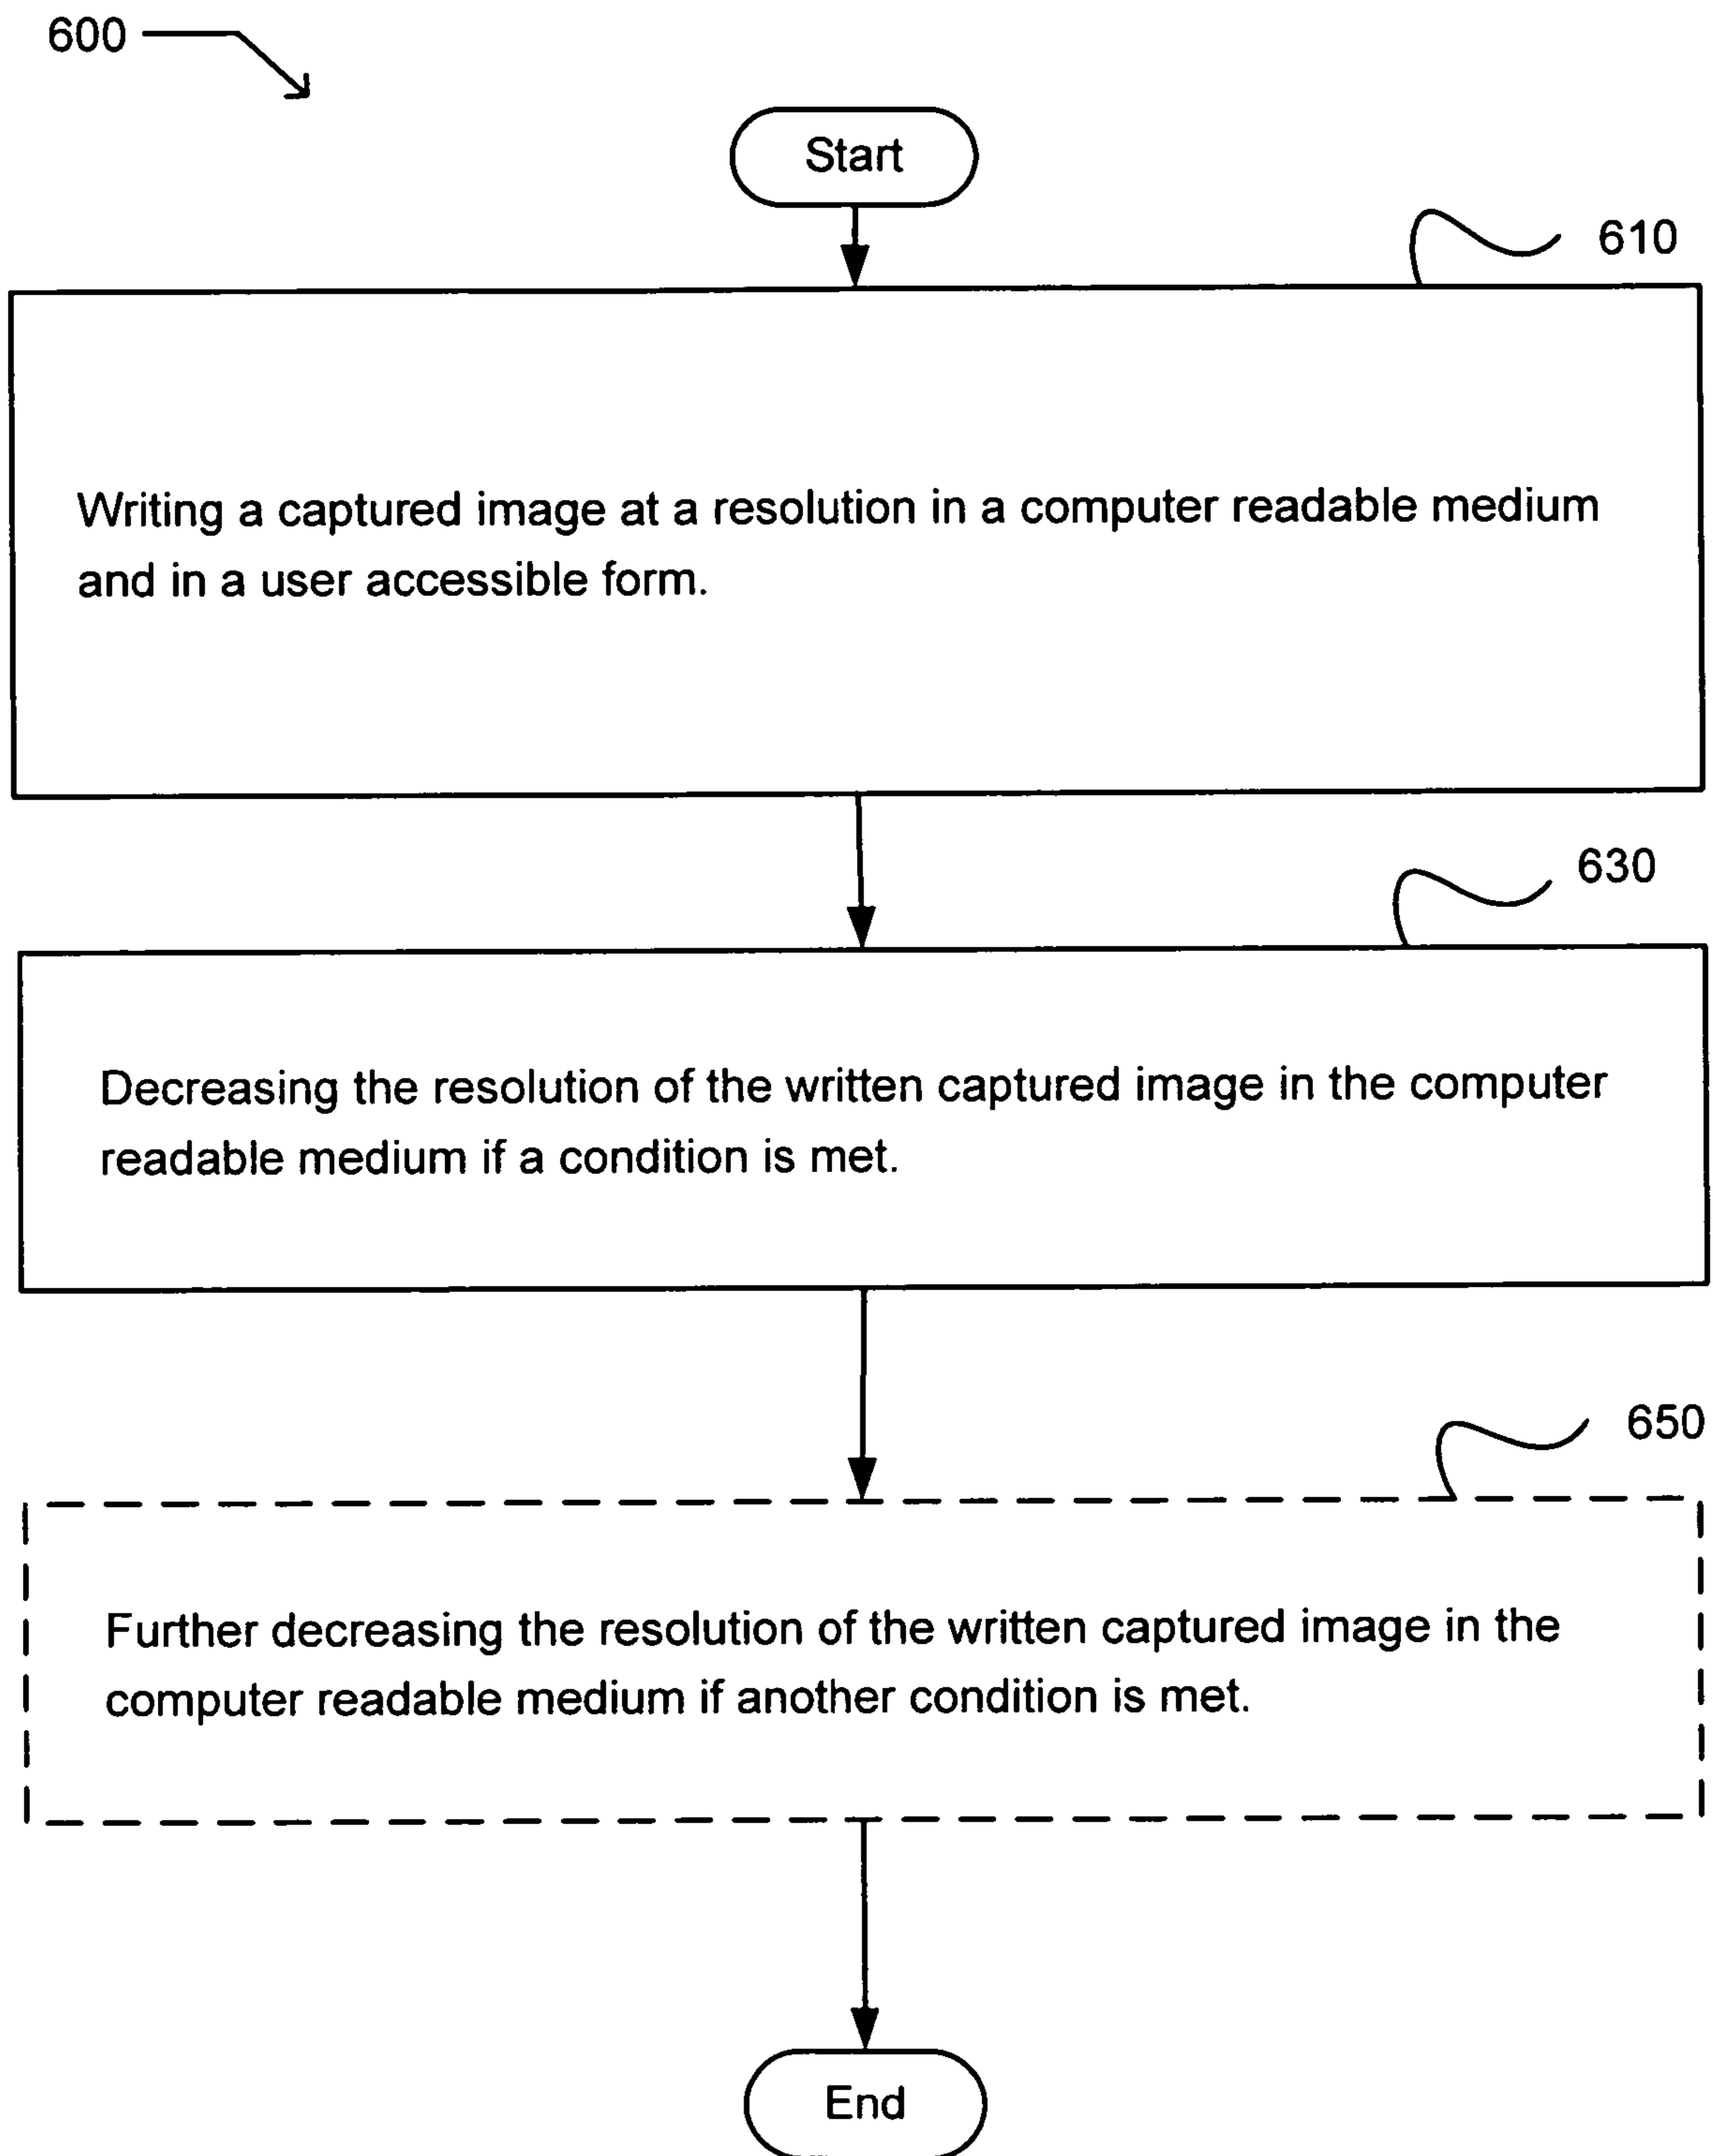 600
Start
610
Writing a captured image at a resolution in a computer readable medium
and in a user accessible form.
630
Decreasing the resolution of the written captured image in the computer
readable medium if a condition is met.
650
Further decreasing the resolution of the written captured image in the
computer readable medium if another condition is met.
End